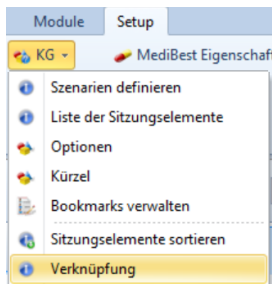 Module Setup
KG MediBest Eigenschaf
Szenarien definieren
Liste der Sitzungselemente
Optionen
Kürzel
Bookmarks verwalten
Sitzungselemente sortieren
Verknüpfung